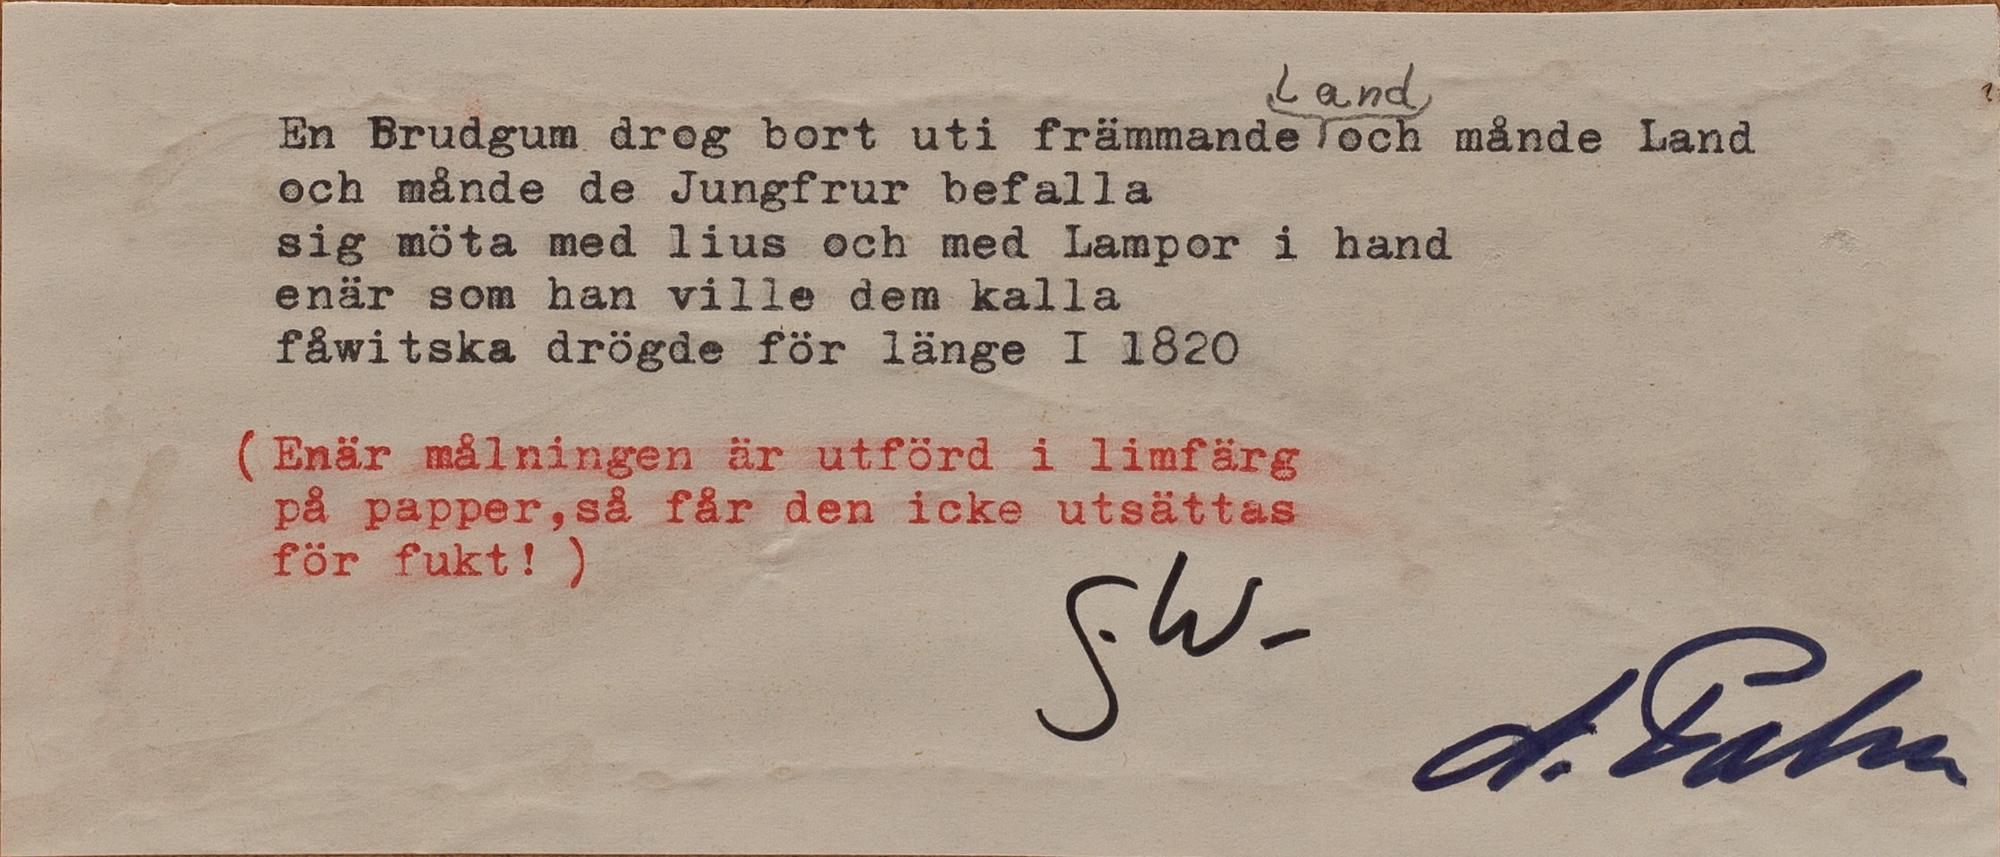 Land
En Brudgum drog bort uti främmande och månde Land
och månde de Jungfrur befalla
sig möta med lius och med Lampor i hand
enär som han ville dem kalla
fåwitska drögde för länge I 1820
(Enär målningen är utförd i limfärg
på papper,så får den icke utsättas
för fukt! )
S.W-